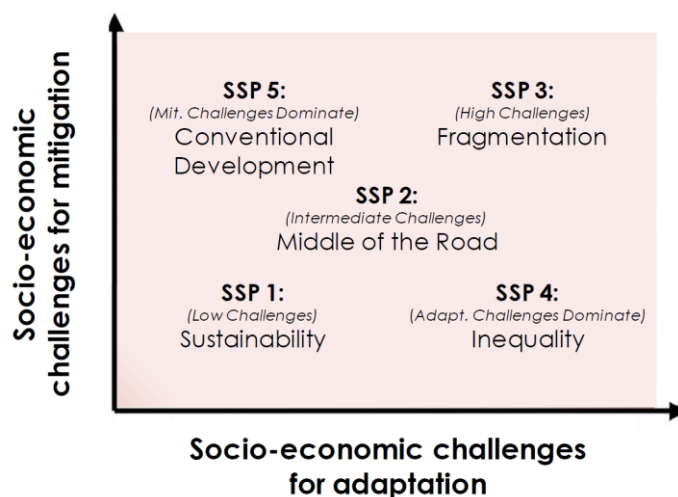 Socio-economic
challenges for mitigation
SSP 5:
(Mit. Challenges Dominate)
Conventional
Development
SSP 3:
(High Challenges)
Fragmentation
SSP 2:
(Intermediate Challenges)
Middle of the Road
SSP 1:
(Low Challenges)
Sustainability
SSP 4:
(Adapt. Challenges Dominate)
Inequality
Socio-economic challenges
for adaptation